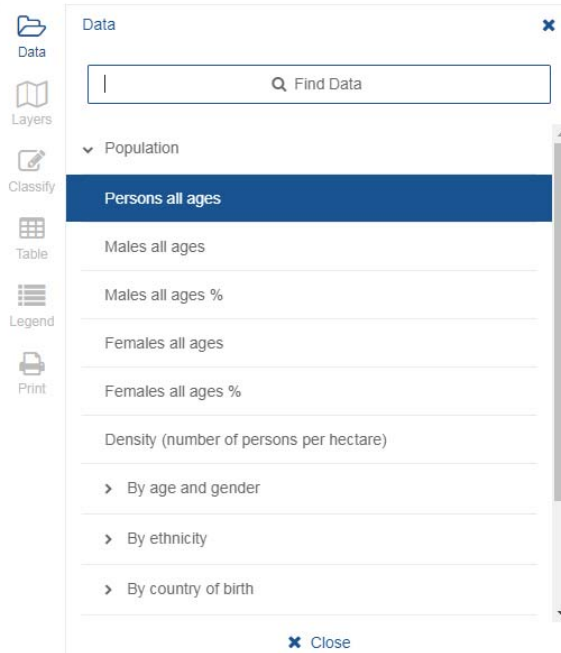 Data
Layers
Classify
Table
Legend
Print
Data
Find Data
Population
Persons all ages
Males all ages
Males all ages %
Females all ages
Females all ages %
Density (number of persons per hectare)
By age and gender
By ethnicity
By country of birth
Close